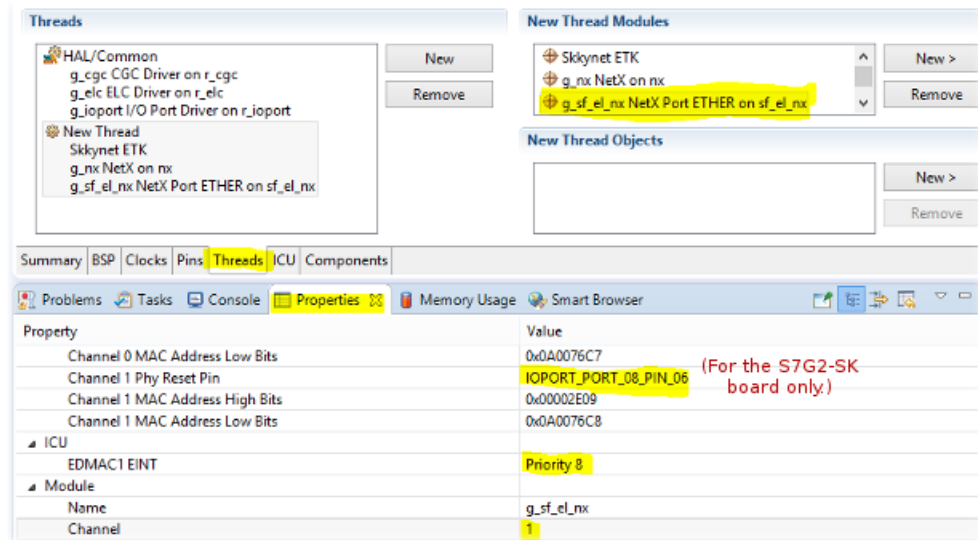 Threads
HAL/Common
g_cgc CGC Driver on r_cgc
g_elc ELC Driver on r_elc
g_ioport I/O Port Driver on r_ioport
New Thread
Skkynet ETK
g_nx NetX on nx
g_sf_el_nx NetX Port ETHER on sf_el_nx
New
Remove
New Thread Modules
Skkynet ETK
g_nx NetX on nx
g_sf_el_nx NetX Port ETHER on sf_el_nx
New >
Remove
New Thread Objects
New >
Remove
Summary BSP Clocks Pins Threads ICU Components
Problems Tasks Console Properties Memory Usage Smart Browser
Property Value
Channel 0 MAC Address Low Bits 0x0A0076C7
Channel 1 Phy Reset Pin IOPORT_PORT_08_PIN_06
(For the S7G2-SK
board only.)
Channel 1 MAC Address High Bits 0x00002E09
Channel 1 MAC Address Low Bits 0x0A0076C8
ICU
EDMAC1 EINT Priority 8
Module
Name g_sf_el_nx
Channel 1